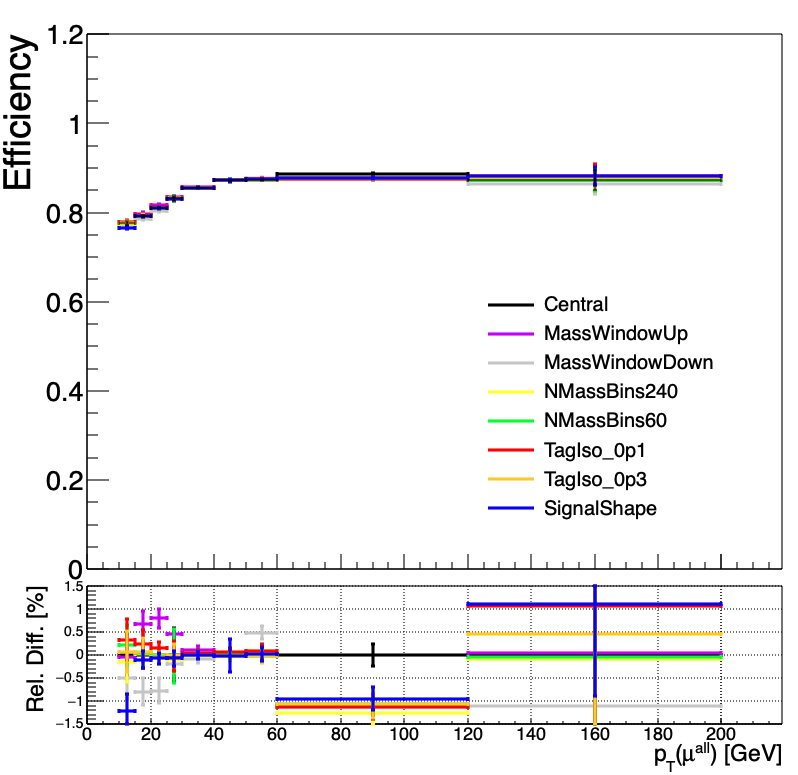 Efficiency
1.2
1
0.8
0.6
0.4
0.2
0
Central
MassWindowUp
MassWindowDown
NMassBins240
NMassBins60
TagIso_0p1
TagIso_0p3
SignalShape
Rel. Diff. [%]
1.5
1
0.5
0
−0.5
−1
−1.5
0 20 40 60 80 100 120 140 160 180 200
p_T(μ^all) [GeV]